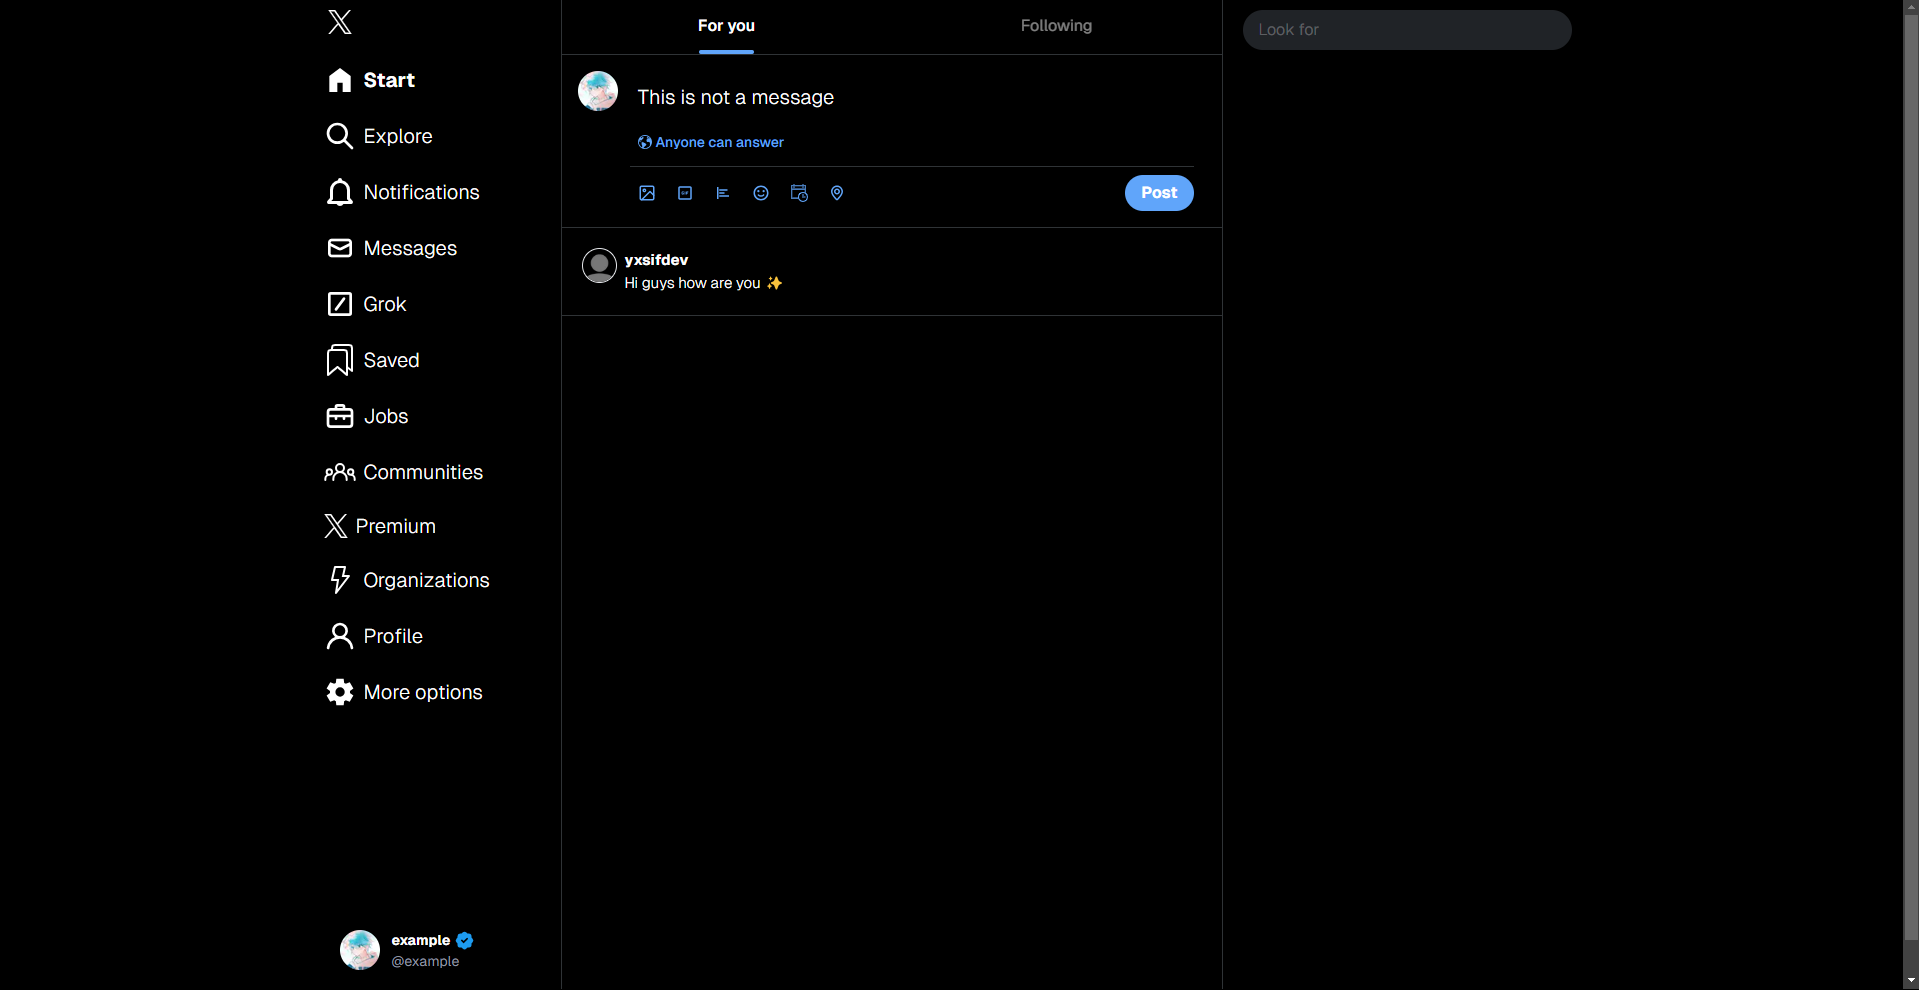 Start
Explore
Notifications
Messages
Grok
Saved
Jobs
Communities
Premium
Organizations
Profile
More options
example
@example
For you
Following
This is not a message
Anyone can answer
Post
yxsifdev
Hi guys how are you ✨
Look for